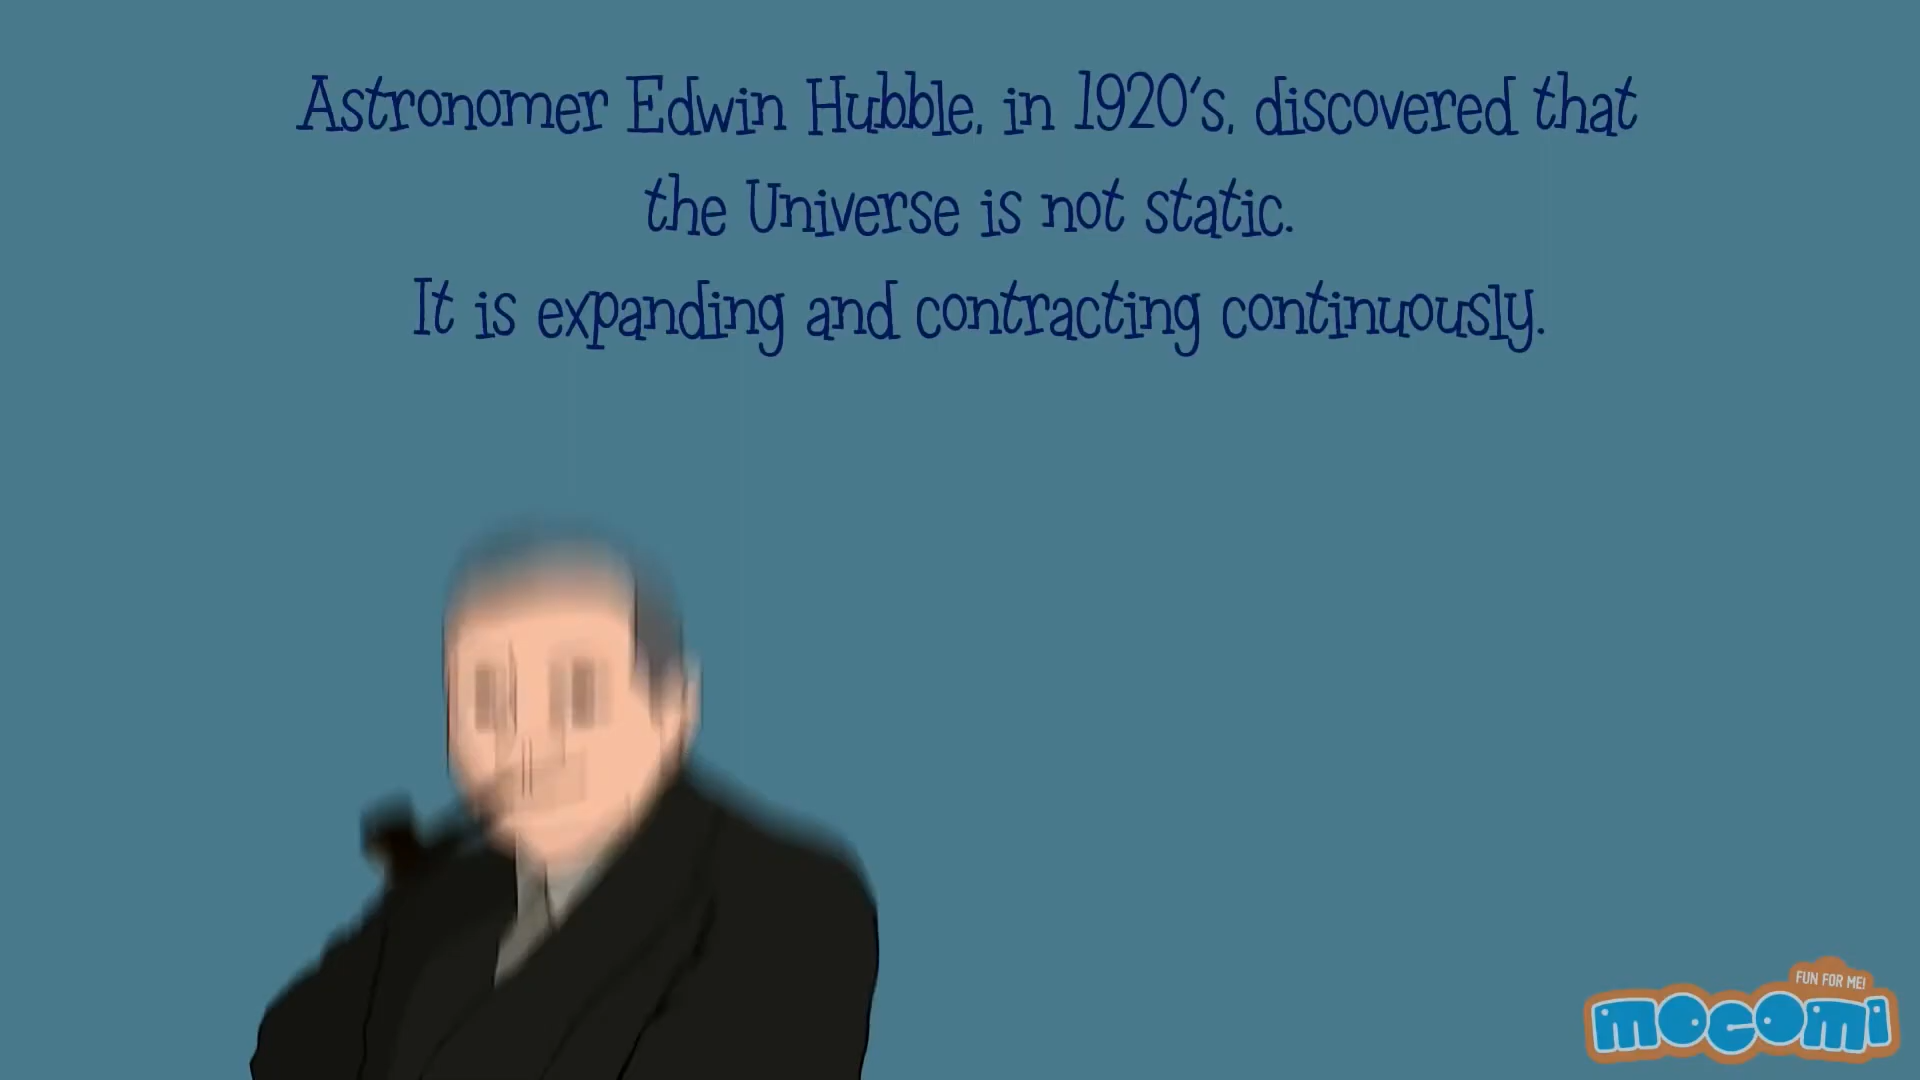 Astronomer Edwin Hubble, in 1920's, discovered that
the Universe is not static.
It is expanding and contracting continuously.
FUN FOR ME!
mocomi